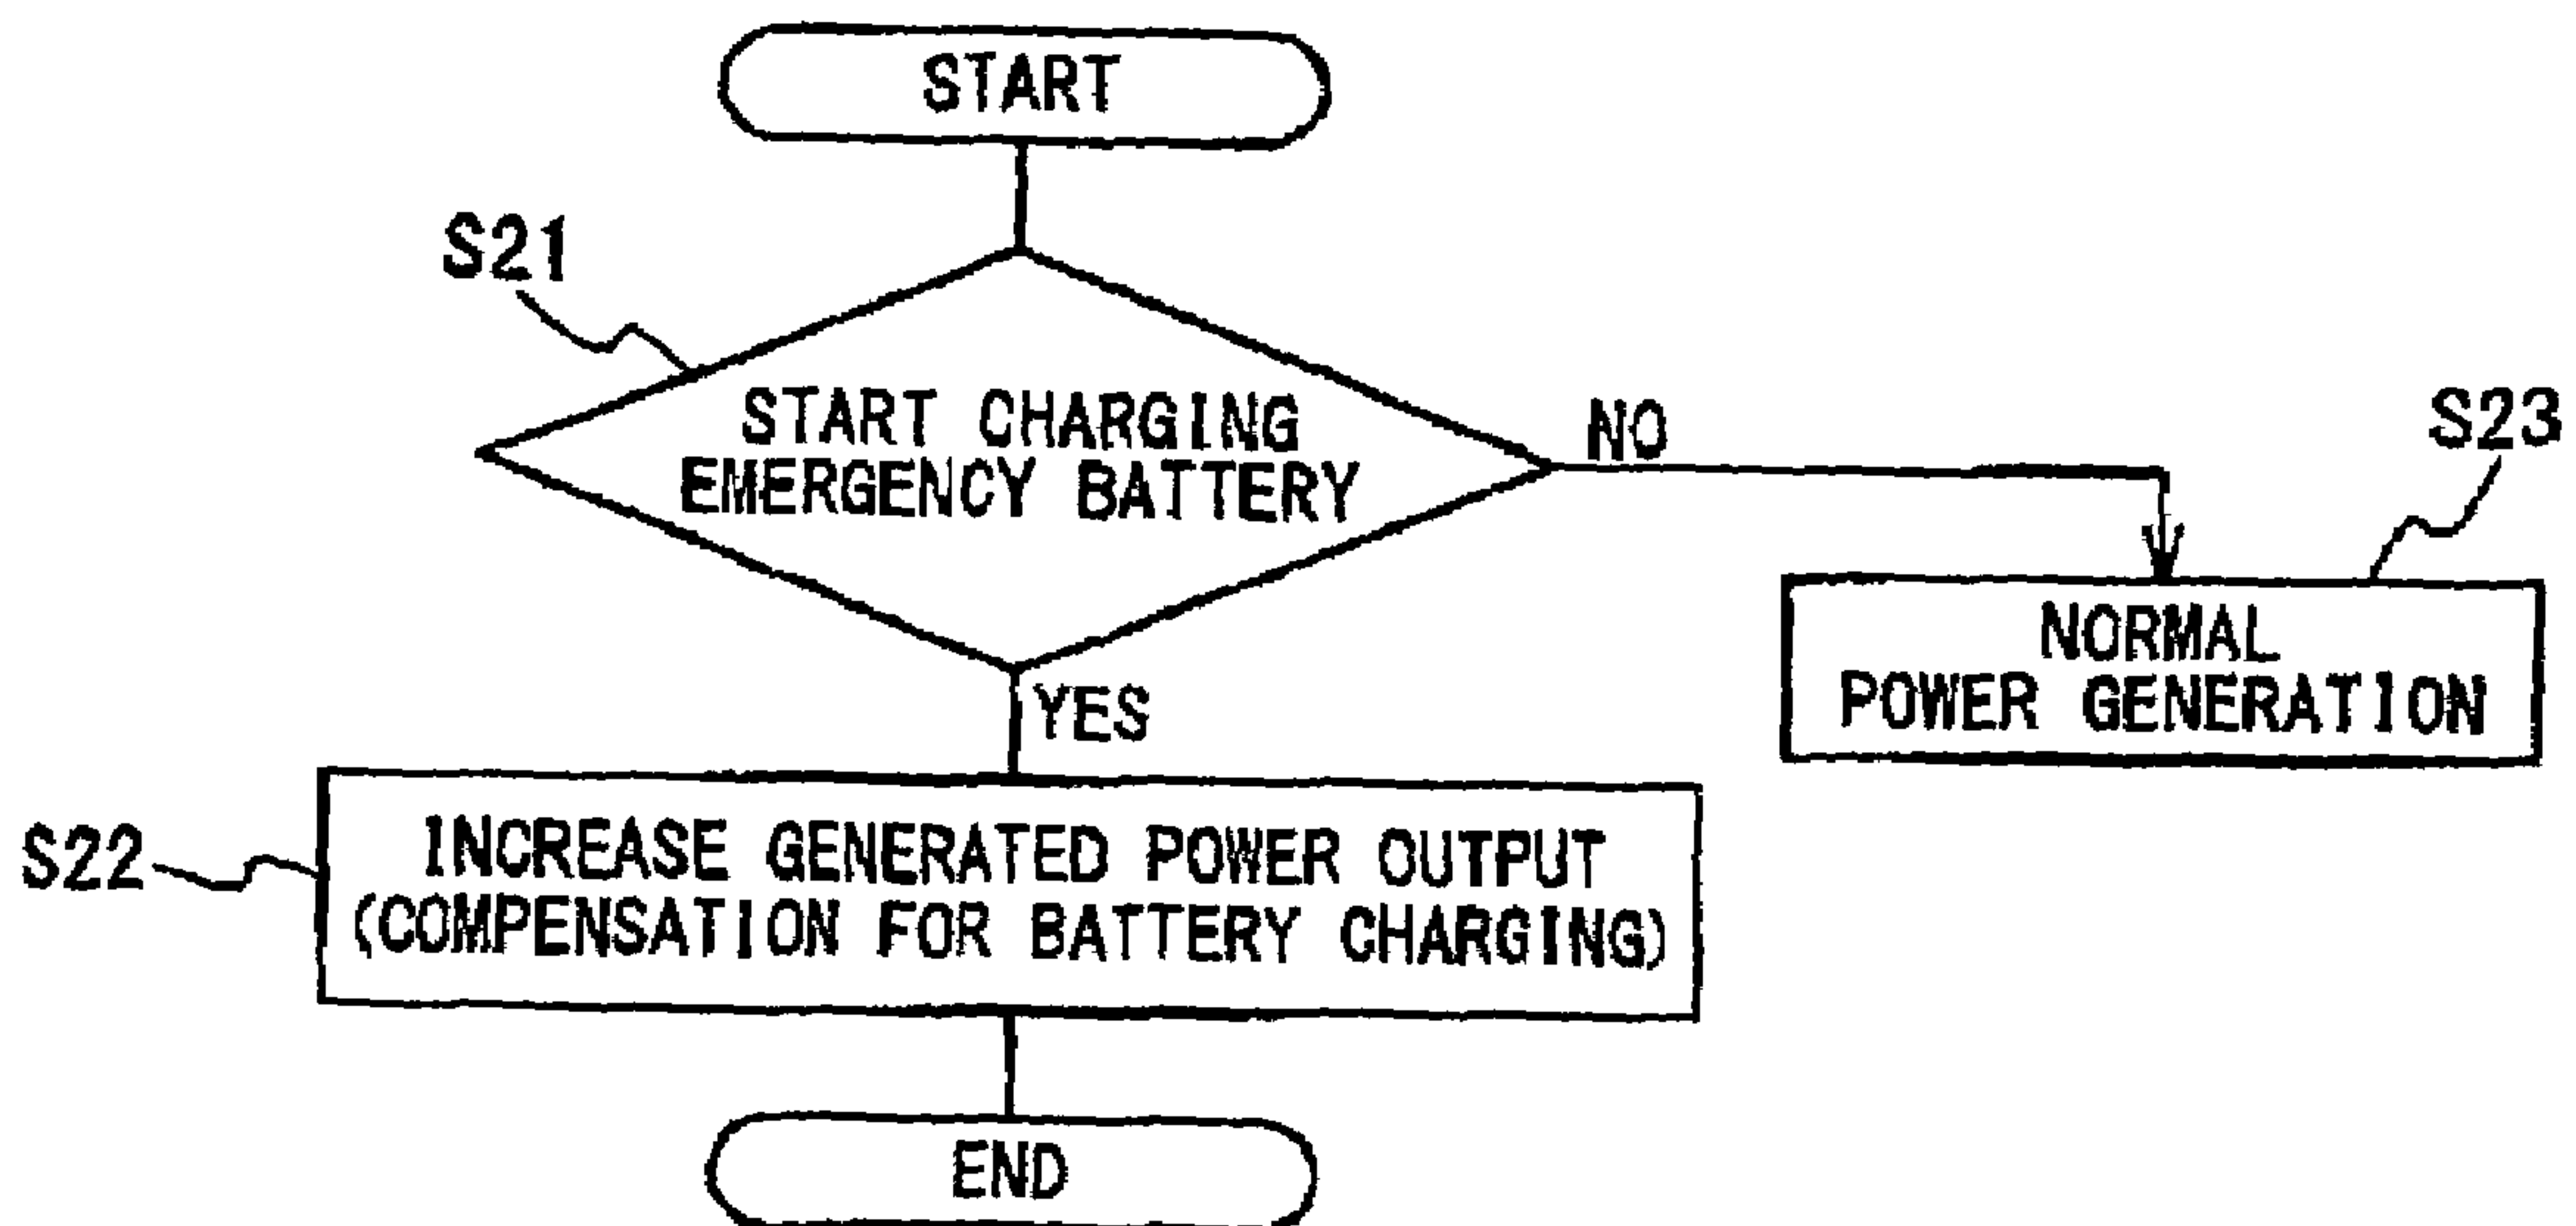 START
S21
START CHARGING
EMERGENCY BATTERY
NO
S23
NORMAL
POWER GENERATION
YES
S22
INCREASE GENERATED POWER OUTPUT
(COMPENSATION FOR BATTERY CHARGING)
END